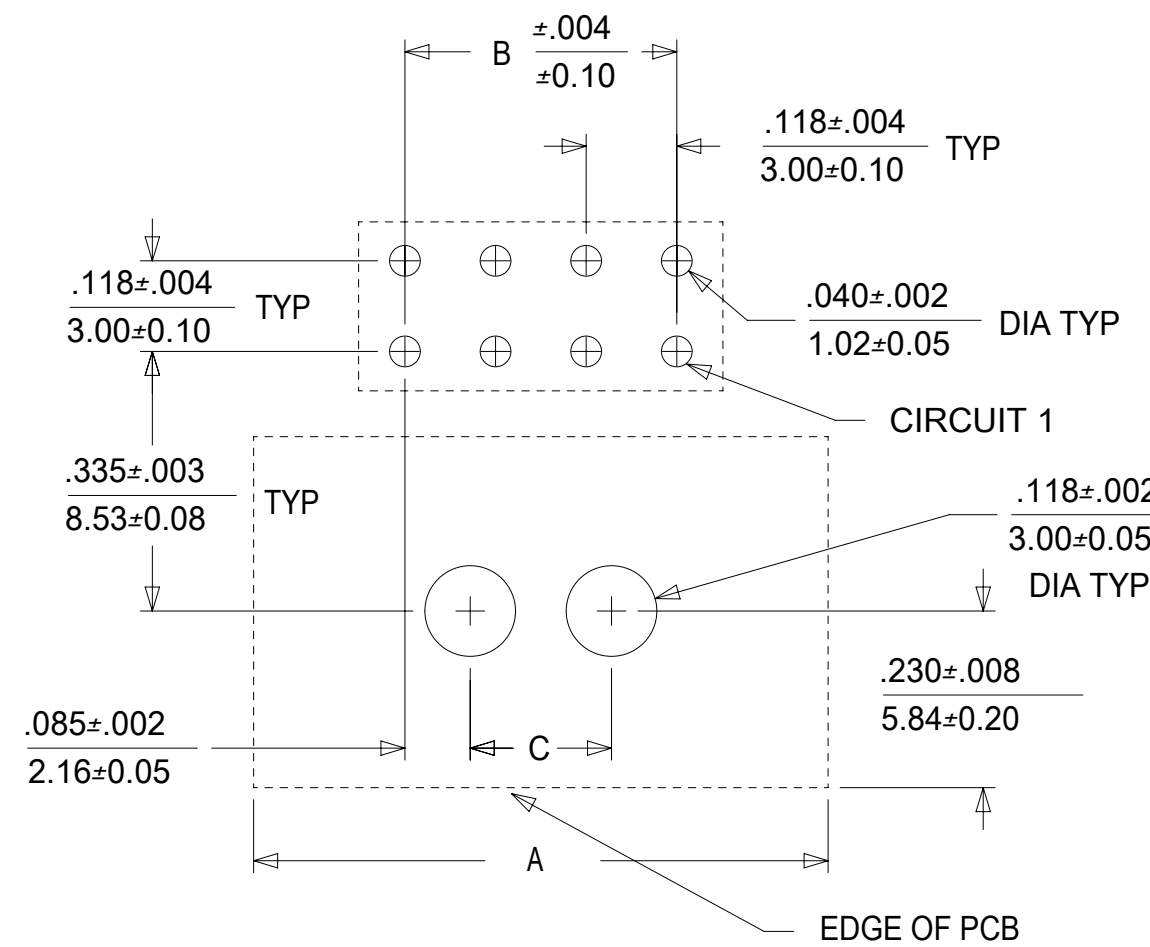 B ±.004
±0.10
.118±.004
3.00±0.10 TYP
.118±.004
3.00±0.10 TYP
.040±.002
1.02±0.05 DIA TYP
CIRCUIT 1
.335±.003
8.53±0.08 TYP
.118±.002
3.00±0.05
DIA TYP
.230±.008
5.84±0.20
.085±.002
2.16±0.05
C
A
EDGE OF PCB